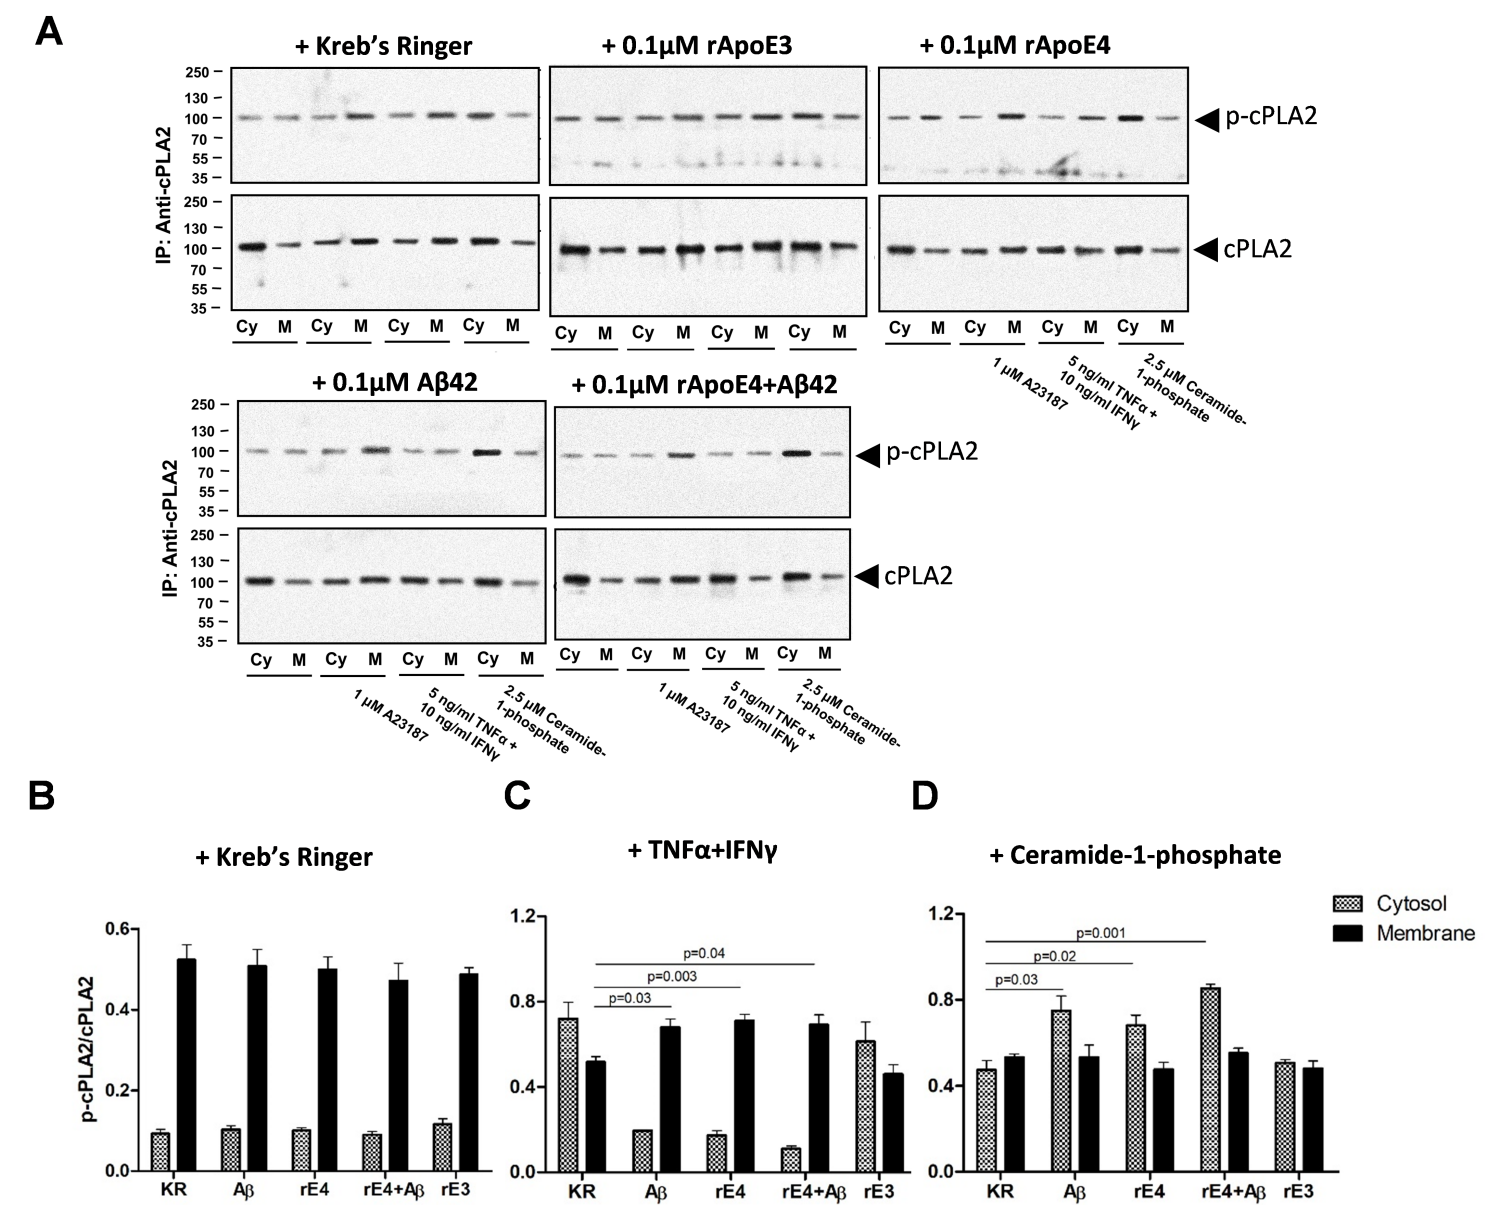 A
+ Kreb's Ringer
+ 0.1µM rApoE3
+ 0.1µM rApoE4
IP: Anti-cPLA2
250
130
100
70
55
35
p-cPLA2
250
130
100
70
55
35
cPLA2
Cy M Cy M Cy M Cy M
Cy M Cy M Cy M Cy M
Cy M Cy M Cy M Cy M
1 µM A23187
5 ng/ml TNFα +
10 ng/ml IFNγ
2.5 µM Ceramide-
1-phosphate
+ 0.1µM Aβ42
+ 0.1µM rApoE4+Aβ42
IP: Anti-cPLA2
250
130
100
70
55
35
p-cPLA2
250
130
100
70
55
35
cPLA2
Cy M Cy M Cy M Cy M
Cy M Cy M Cy M Cy M
1 µM A23187
5 ng/ml TNFα +
10 ng/ml IFNγ
2.5 µM Ceramide-
1-phosphate
1 µM A23187
5 ng/ml TNFα +
10 ng/ml IFNγ
2.5 µM Ceramide-
1-phosphate
B
+ Kreb's Ringer
p-cPLA2/cPLA2
0.6
0.4
0.2
0.0
KR Aβ rE4 rE4+Aβ rE3
C
+ TNFα+IFNγ
1.2
0.8
0.4
0.0
p=0.04
p=0.003
p=0.03
KR Aβ rE4 rE4+Aβ rE3
D
+ Ceramide-1-phosphate
1.2
0.8
0.4
0.0
p=0.001
p=0.02
p=0.03
KR Aβ rE4 rE4+Aβ rE3
Cytosol
Membrane